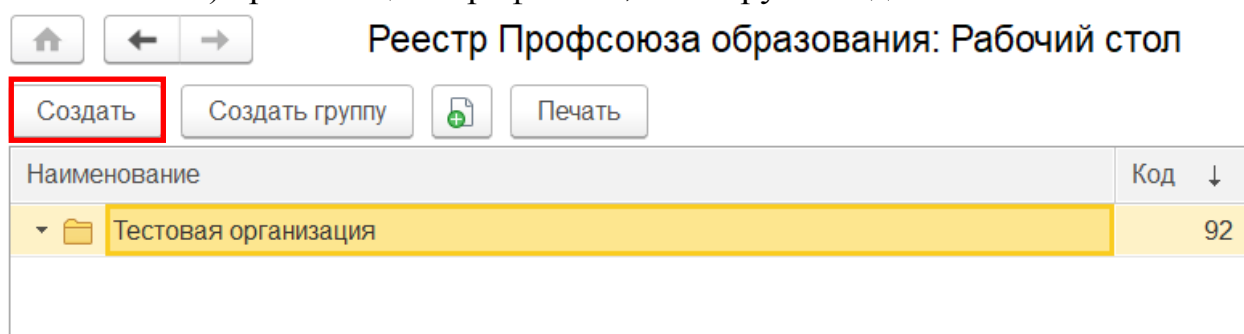 Реестр Профсоюза образования: Рабочий стол
Создать Создать группу Печать
Наименование Код ↓
Тестовая организация 92